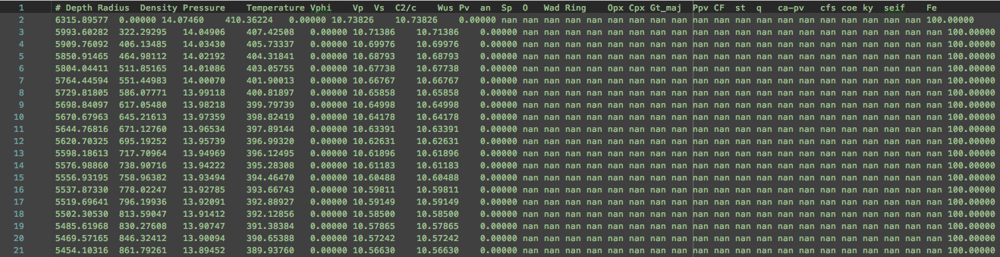 1 # Depth Radius Density Pressure Temperature Vphi Vp Vs C2/c Wus Pv an Sp O Wad Ring Opx Cpx Gt_maj Ppv CF st q ca-pv cfs coe ky seif Fe
2 6315.89577 0.00000 14.07460 410.36224 0.00000 10.73826 10.73826 0.00000 nan nan nan nan nan nan nan nan nan nan nan nan nan nan nan nan nan nan nan nan 100.00000
3 5993.60282 322.29295 14.04906 407.42508 0.00000 10.71386 10.71386 0.00000 nan nan nan nan nan nan nan nan nan nan nan nan nan nan nan nan nan nan nan nan 100.00000
4 5909.76092 406.13485 14.03430 405.73337 0.00000 10.69976 10.69976 0.00000 nan nan nan nan nan nan nan nan nan nan nan nan nan nan nan nan nan nan nan nan 100.00000
5 5850.91465 464.98112 14.02192 404.31841 0.00000 10.68793 10.68793 0.00000 nan nan nan nan nan nan nan nan nan nan nan nan nan nan nan nan nan nan nan nan 100.00000
6 5804.04411 511.85165 14.01086 403.05755 0.00000 10.67738 10.67738 0.00000 nan nan nan nan nan nan nan nan nan nan nan nan nan nan nan nan nan nan nan nan 100.00000
7 5764.44594 551.44983 14.00070 401.90013 0.00000 10.66767 10.66767 0.00000 nan nan nan nan nan nan nan nan nan nan nan nan nan nan nan nan nan nan nan nan 100.00000
8 5729.81805 586.07771 13.99118 400.81897 0.00000 10.65858 10.65858 0.00000 nan nan nan nan nan nan nan nan nan nan nan nan nan nan nan nan nan nan nan nan 100.00000
9 5698.84097 617.05480 13.98218 399.79739 0.00000 10.64998 10.64998 0.00000 nan nan nan nan nan nan nan nan nan nan nan nan nan nan nan nan nan nan nan nan 100.00000
10 5670.67963 645.21613 13.97359 398.82419 0.00000 10.64178 10.64178 0.00000 nan nan nan nan nan nan nan nan nan nan nan nan nan nan nan nan nan nan nan nan 100.00000
11 5644.76816 671.12760 13.96534 397.89144 0.00000 10.63391 10.63391 0.00000 nan nan nan nan nan nan nan nan nan nan nan nan nan nan nan nan nan nan nan nan 100.00000
12 5620.70325 695.19252 13.95739 396.99320 0.00000 10.62631 10.62631 0.00000 nan nan nan nan nan nan nan nan nan nan nan nan nan nan nan nan nan nan nan nan 100.00000
13 5598.18613 717.70964 13.94969 396.12495 0.00000 10.61896 10.61896 0.00000 nan nan nan nan nan nan nan nan nan nan nan nan nan nan nan nan nan nan nan nan 100.00000
14 5576.98860 738.90716 13.94222 395.28308 0.00000 10.61183 10.61183 0.00000 nan nan nan nan nan nan nan nan nan nan nan nan nan nan nan nan nan nan nan nan 100.00000
15 5556.93195 758.96382 13.93494 394.46470 0.00000 10.60488 10.60488 0.00000 nan nan nan nan nan nan nan nan nan nan nan nan nan nan nan nan nan nan nan nan 100.00000
16 5537.87330 778.02247 13.92785 393.66743 0.00000 10.59811 10.59811 0.00000 nan nan nan nan nan nan nan nan nan nan nan nan nan nan nan nan nan nan nan nan 100.00000
17 5519.69641 796.19936 13.92091 392.88927 0.00000 10.59149 10.59149 0.00000 nan nan nan nan nan nan nan nan nan nan nan nan nan nan nan nan nan nan nan nan 100.00000
18 5502.30530 813.59047 13.91412 392.12856 0.00000 10.58500 10.58500 0.00000 nan nan nan nan nan nan nan nan nan nan nan nan nan nan nan nan nan nan nan nan 100.00000
19 5485.61968 830.27608 13.90747 391.38384 0.00000 10.57865 10.57865 0.00000 nan nan nan nan nan nan nan nan nan nan nan nan nan nan nan nan nan nan nan nan 100.00000
20 5469.57165 846.32412 13.90094 390.65388 0.00000 10.57242 10.57242 0.00000 nan nan nan nan nan nan nan nan nan nan nan nan nan nan nan nan nan nan nan nan 100.00000
21 5454.10316 861.79261 13.89452 389.93760 0.00000 10.56630 10.56630 0.00000 nan nan nan nan nan nan nan nan nan nan nan nan nan nan nan nan nan nan nan nan 100.00000